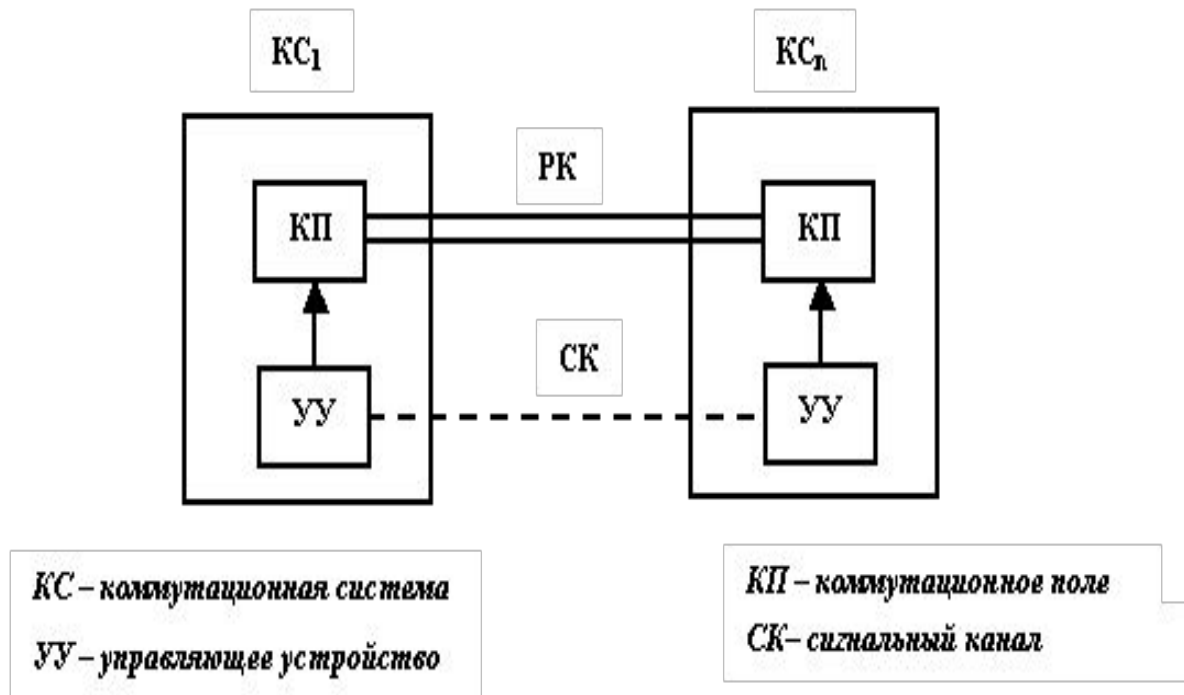 КС₁
КСₙ
РК
КП
КП
СК
УУ
УУ
КС – коммутационная система
УУ – управляющее устройство
КП – коммутационное поле
СК– сигнальный канал